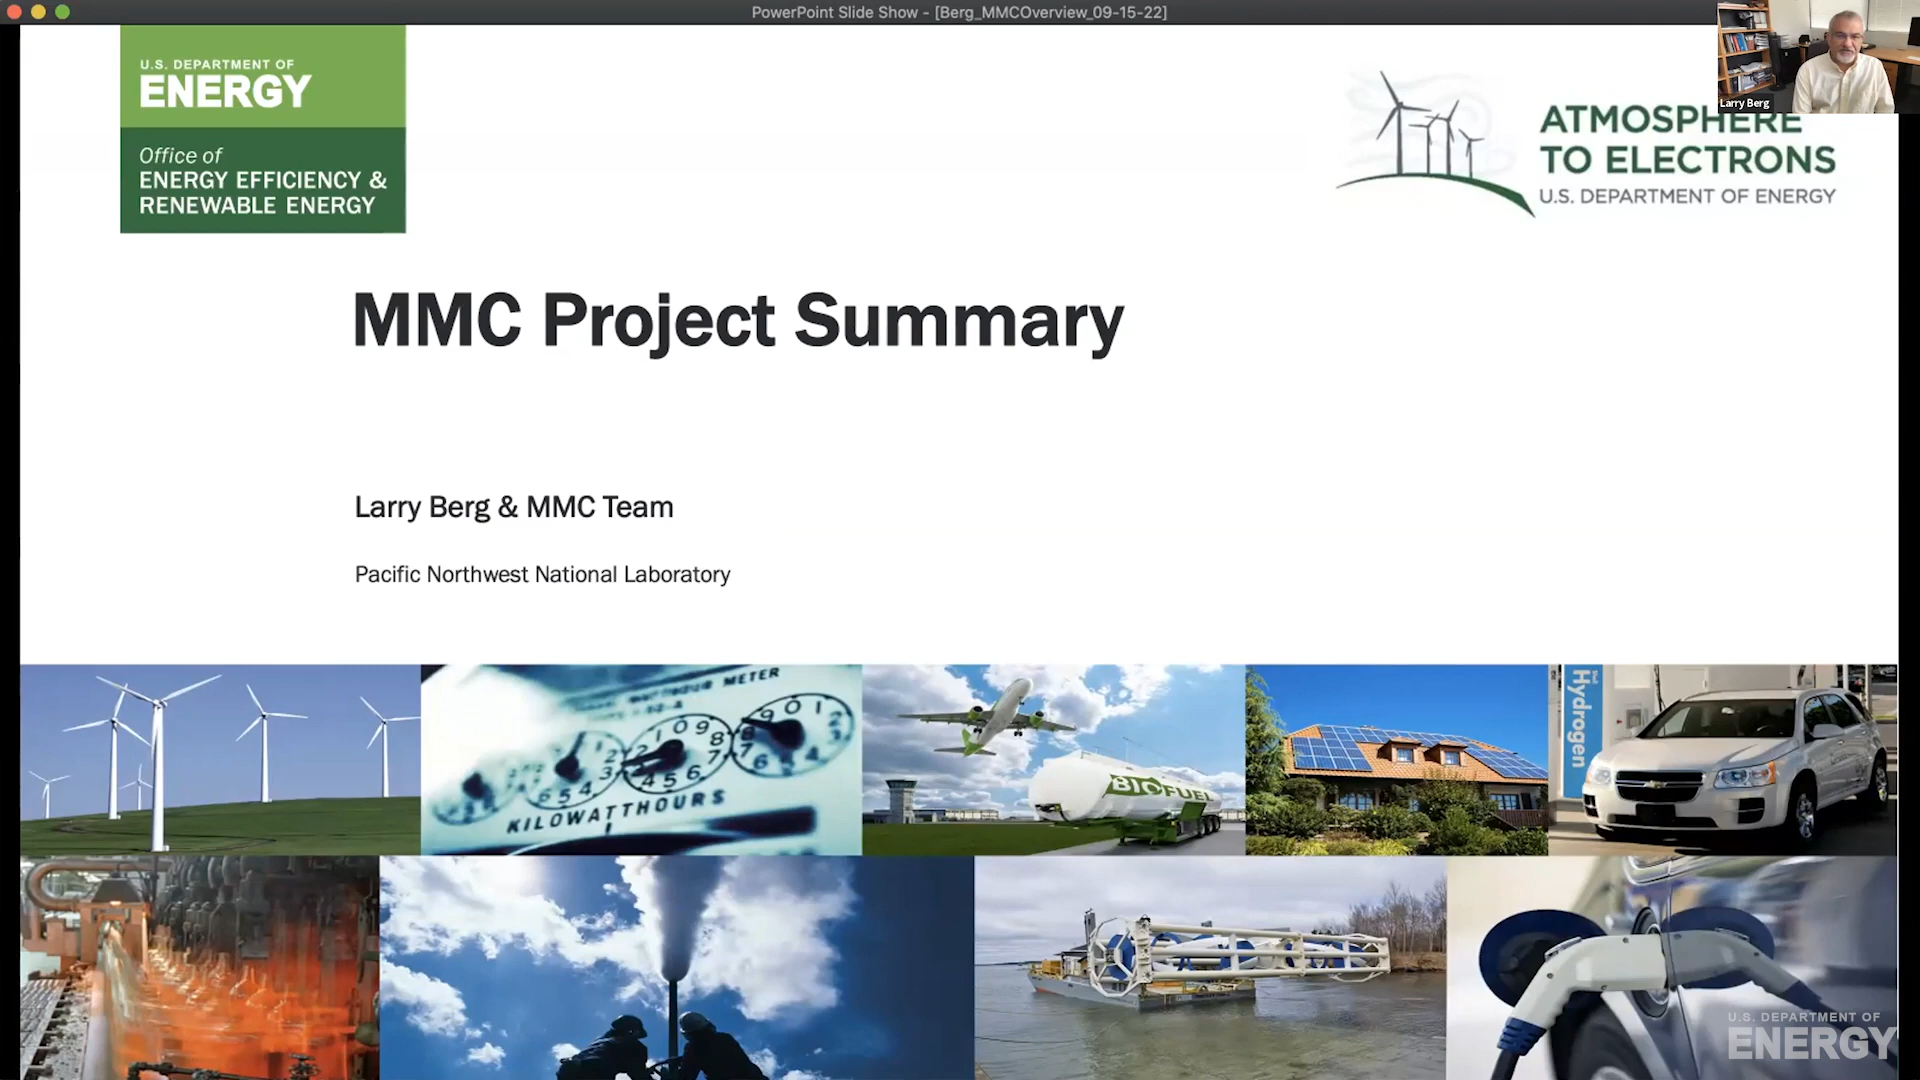 PowerPoint Slide Show - [Berg_MMCOverview_09-15-22]
U.S. DEPARTMENT OF
ENERGY
Office of
ENERGY EFFICIENCY &
RENEWABLE ENERGY
Larry Berg
ATMOSPHERE
TO ELECTRONS
U.S. DEPARTMENT OF ENERGY
MMC Project Summary
Larry Berg & MMC Team
Pacific Northwest National Laboratory
METER
KILOWATTHOURS
BIOFUEL
Hydrogen
U.S. DEPARTMENT OF
ENERGY